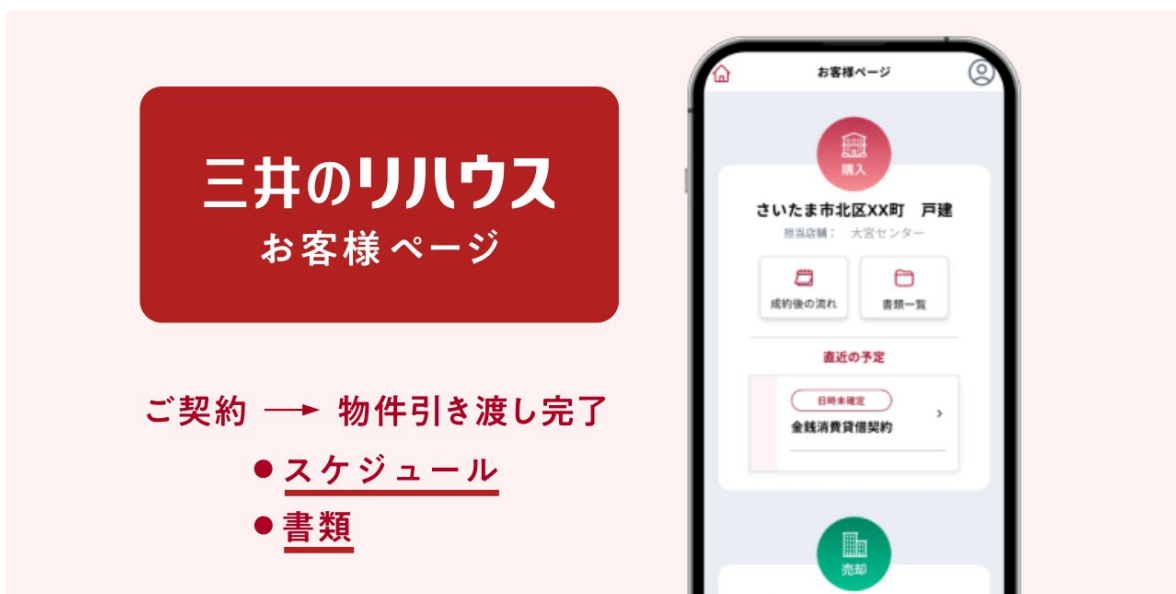 三井のリハウス
お客様ページ
ご契約 → 物件引き渡し完了
●スケジュール
●書類
お客様ページ
購入
さいたま市北区XX町 戸建
担当店舗： 大宮センター
成約後の流れ
書類一覧
直近の予定
日時未確定
金銭消費貸借契約
売却